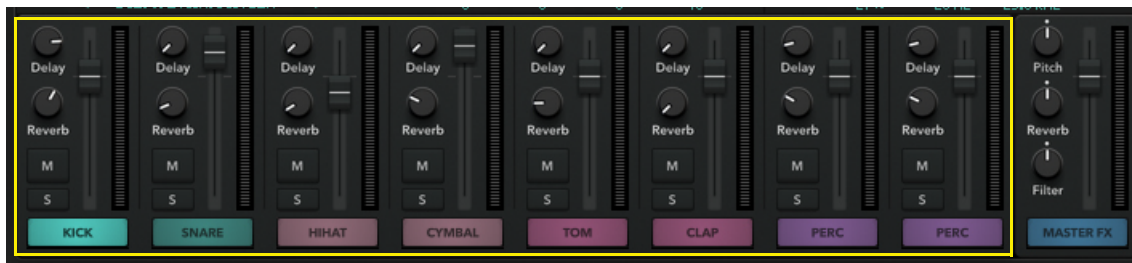 Delay Delay Delay Delay Delay Delay Delay Delay Pitch
Reverb Reverb Reverb Reverb Reverb Reverb Reverb Reverb Reverb
M M M M M M M M
S S S S S S S S Filter
KICK SNARE HIHAT CYMBAL TOM CLAP PERC PERC MASTER FX